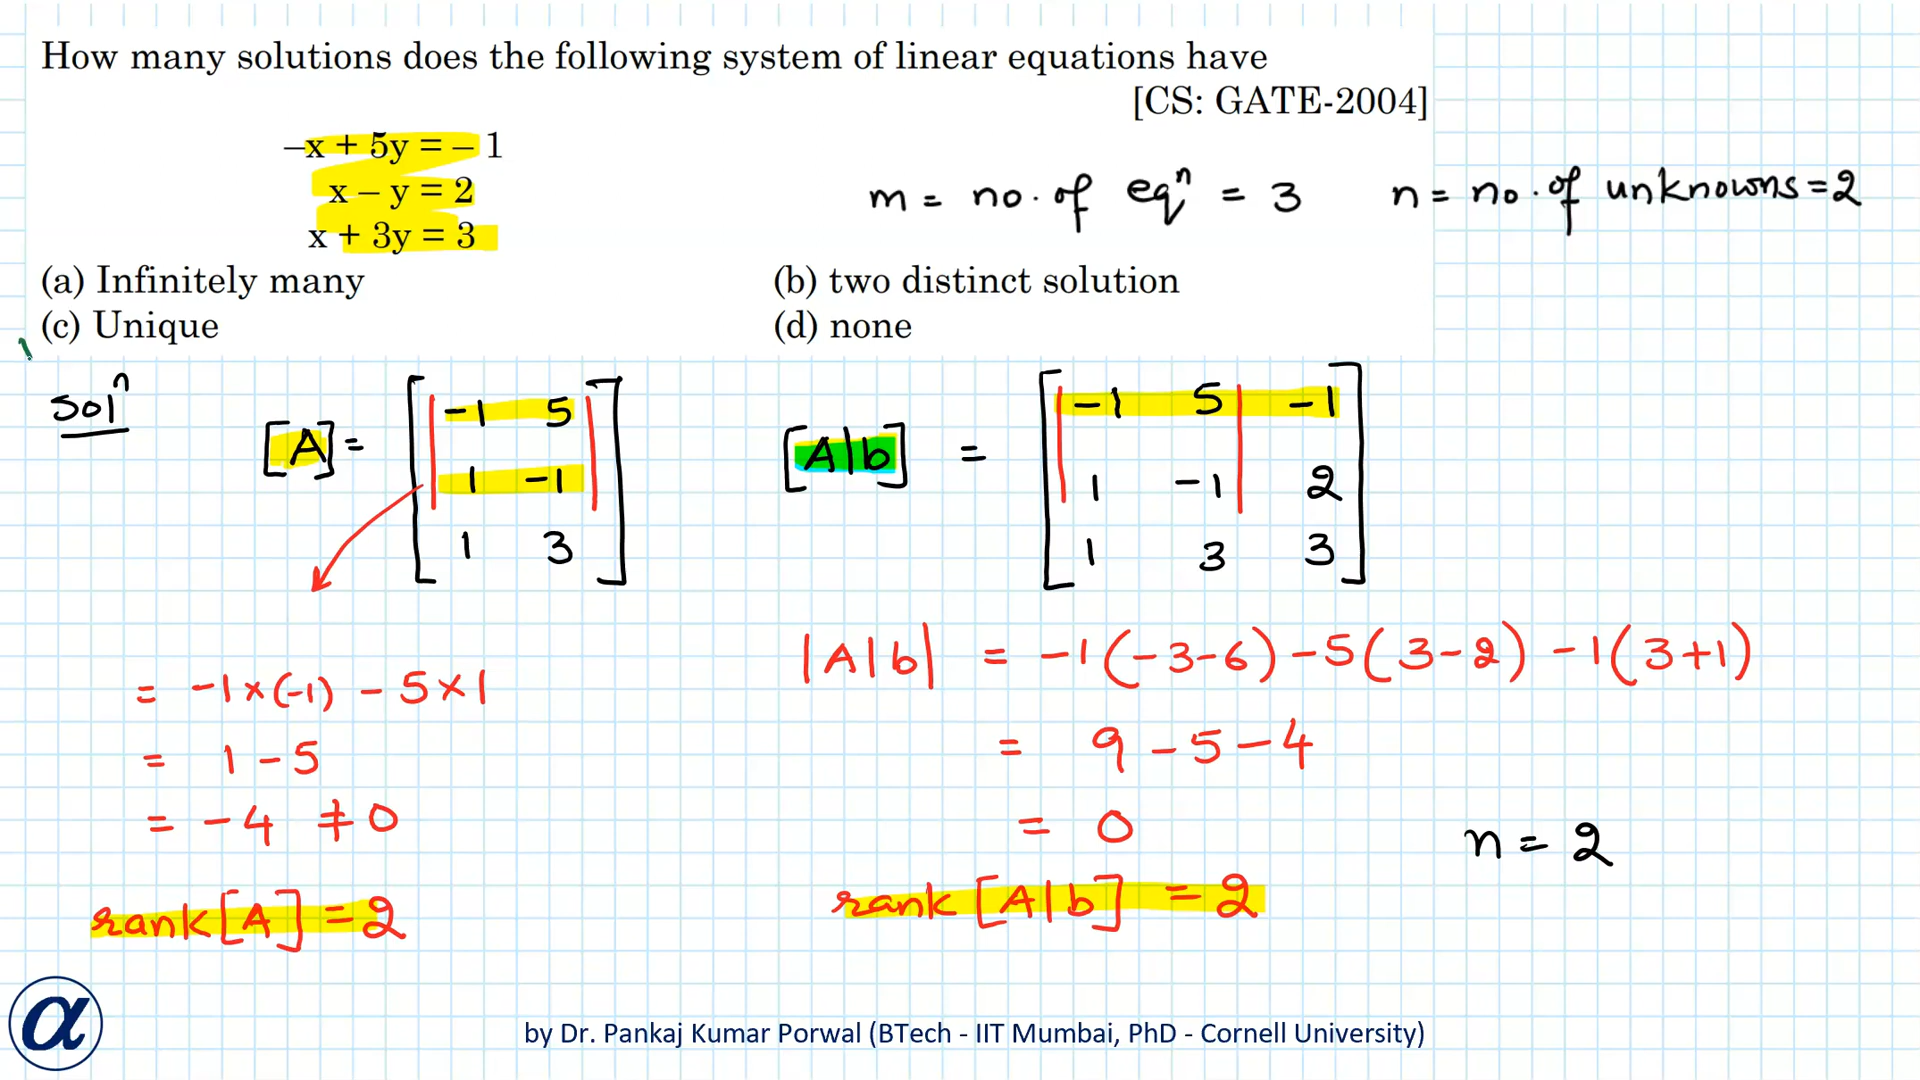 How many solutions does the following system of linear equations have
[CS: GATE-2004]
–x + 5y = – 1
x – y = 2
x + 3y = 3
m = no. of eqⁿ = 3 n = no. of unknowns = 2
(a) Infinitely many (b) two distinct solution
(c) Unique (d) none
Solⁿ
[A] = [ -1 5
1 -1
1 3 ]
[A|b] = [ -1 5 -1
1 -1 2
1 3 3 ]
= -1 × (-1) - 5 × 1
= 1 - 5
= -4 ≠ 0
rank [A] = 2
|A|b| = -1 (-3-6) - 5 (3-2) - 1 (3+1)
= 9 - 5 - 4
= 0
rank [A|b] = 2
n = 2
α
by Dr. Pankaj Kumar Porwal (BTech - IIT Mumbai, PhD - Cornell University)